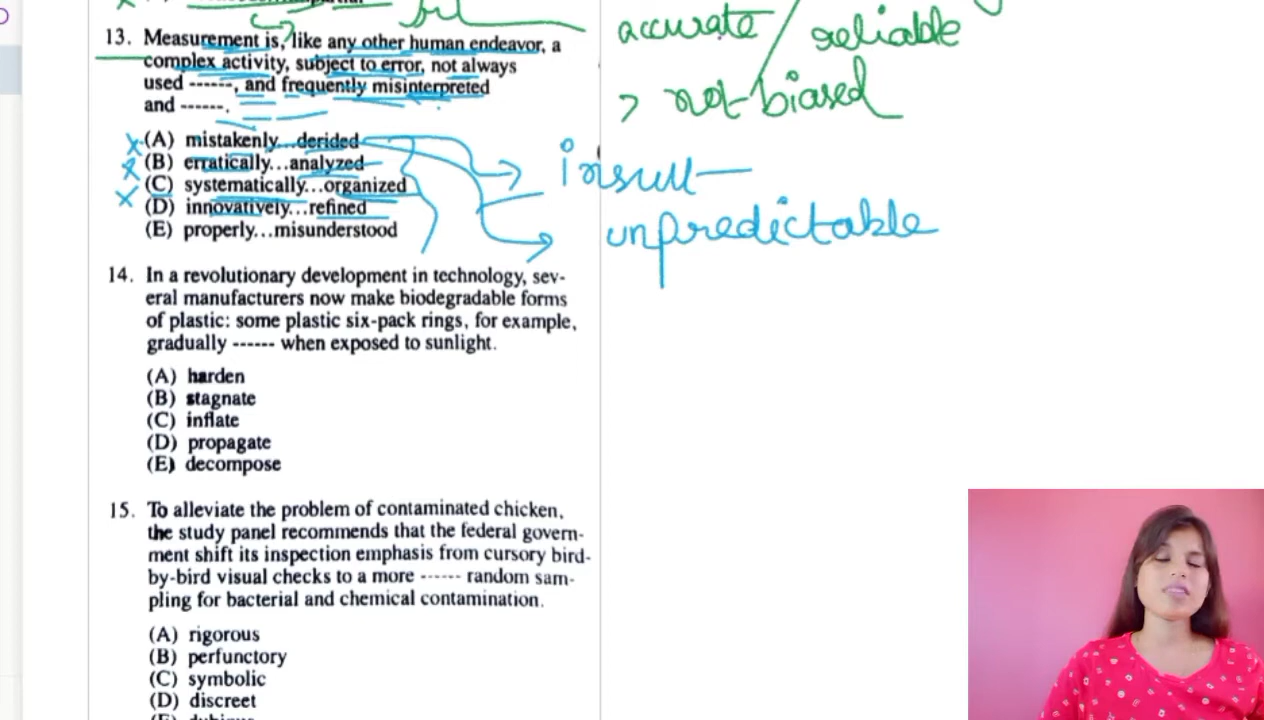 accurate / reliable
> not biased
13. Measurement is, like any other human endeavor, a
complex activity, subject to error, not always
used ------, and frequently misinterpreted
and ------.
(A) mistakenly...derided
(B) erratically...analyzed
(C) systematically...organized
(D) innovatively...refined
(E) properly...misunderstood
insult
unpredictable
14. In a revolutionary development in technology, sev-
eral manufacturers now make biodegradable forms
of plastic: some plastic six-pack rings, for example,
gradually ------ when exposed to sunlight.
(A) harden
(B) stagnate
(C) inflate
(D) propagate
(E) decompose
15. To alleviate the problem of contaminated chicken,
the study panel recommends that the federal govern-
ment shift its inspection emphasis from cursory bird-
by-bird visual checks to a more ------ random sam-
pling for bacterial and chemical contamination.
(A) rigorous
(B) perfunctory
(C) symbolic
(D) discreet